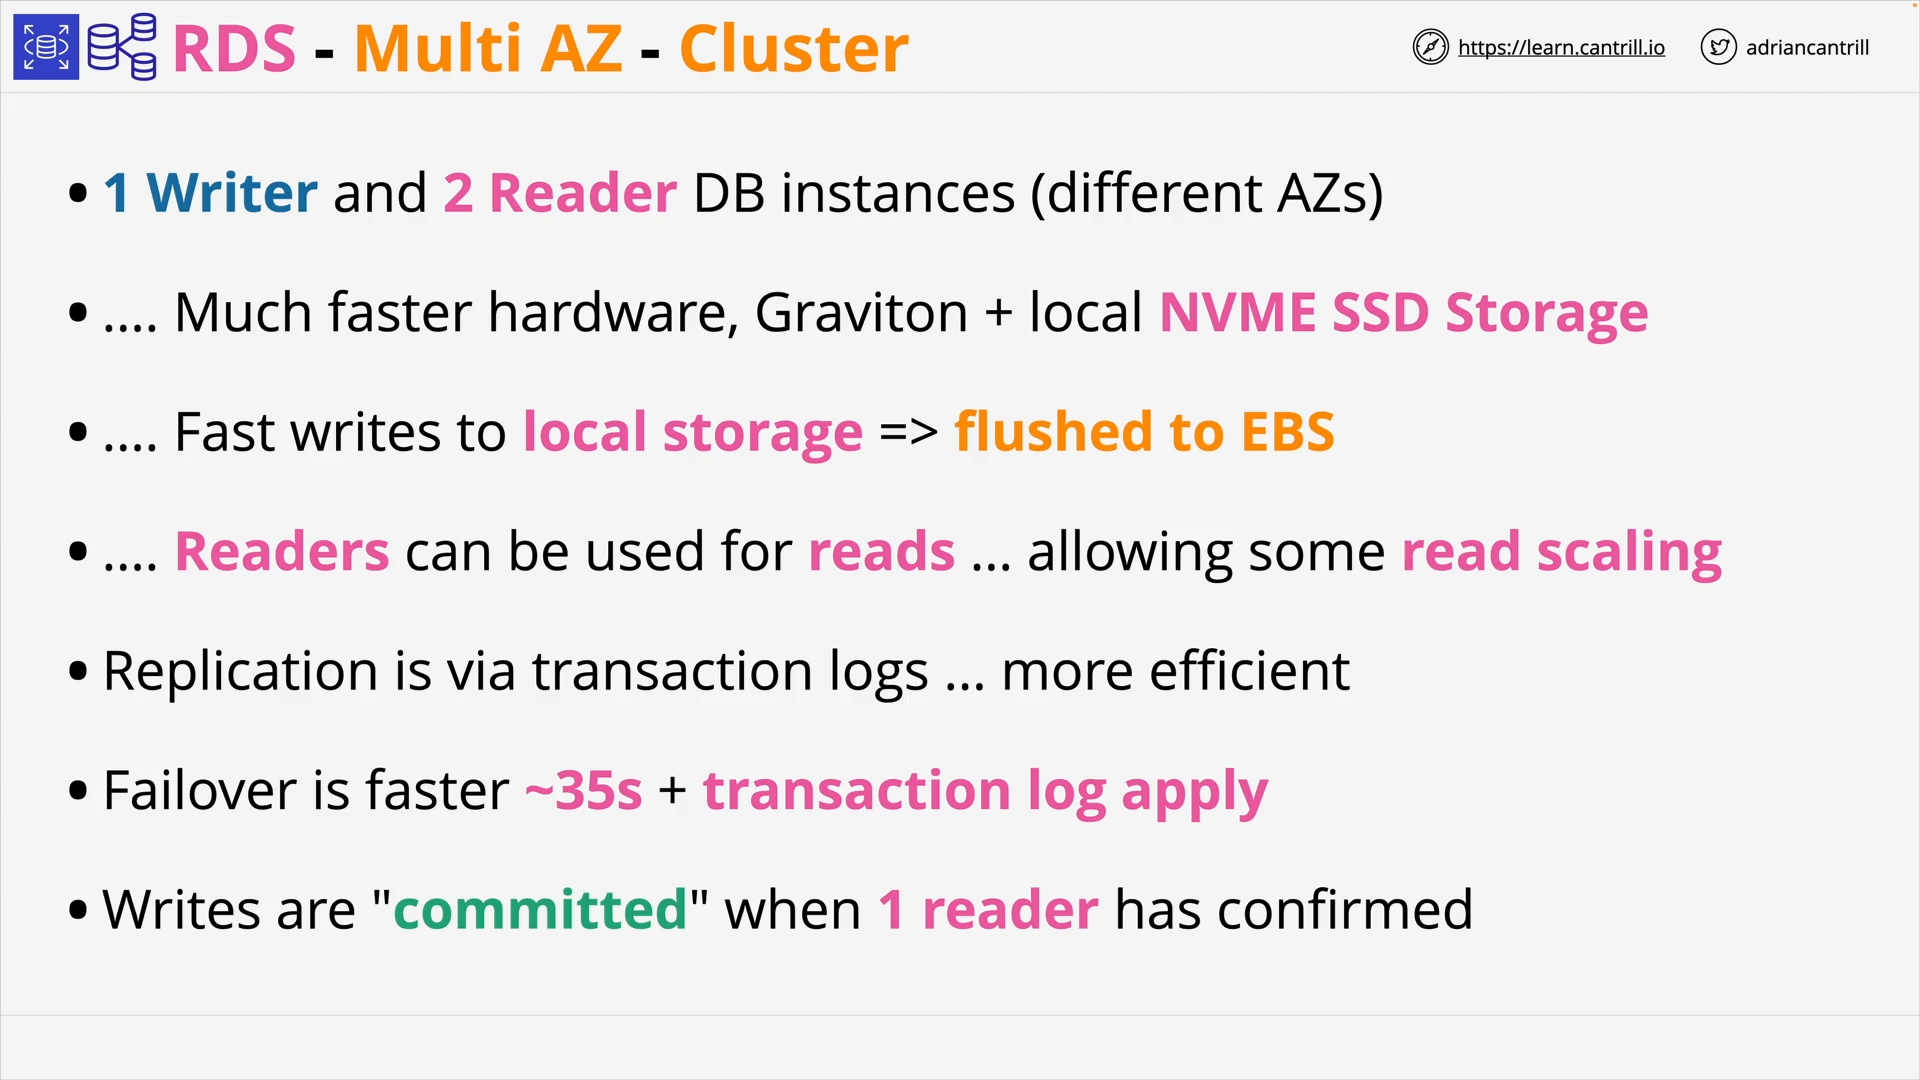 RDS - Multi AZ - Cluster
https://learn.cantrill.io
adriancantrill
• 1 Writer and 2 Reader DB instances (different AZs)
• .... Much faster hardware, Graviton + local NVME SSD Storage
• .... Fast writes to local storage => flushed to EBS
• .... Readers can be used for reads ... allowing some read scaling
• Replication is via transaction logs ... more efficient
• Failover is faster ~35s + transaction log apply
• Writes are "committed" when 1 reader has confirmed